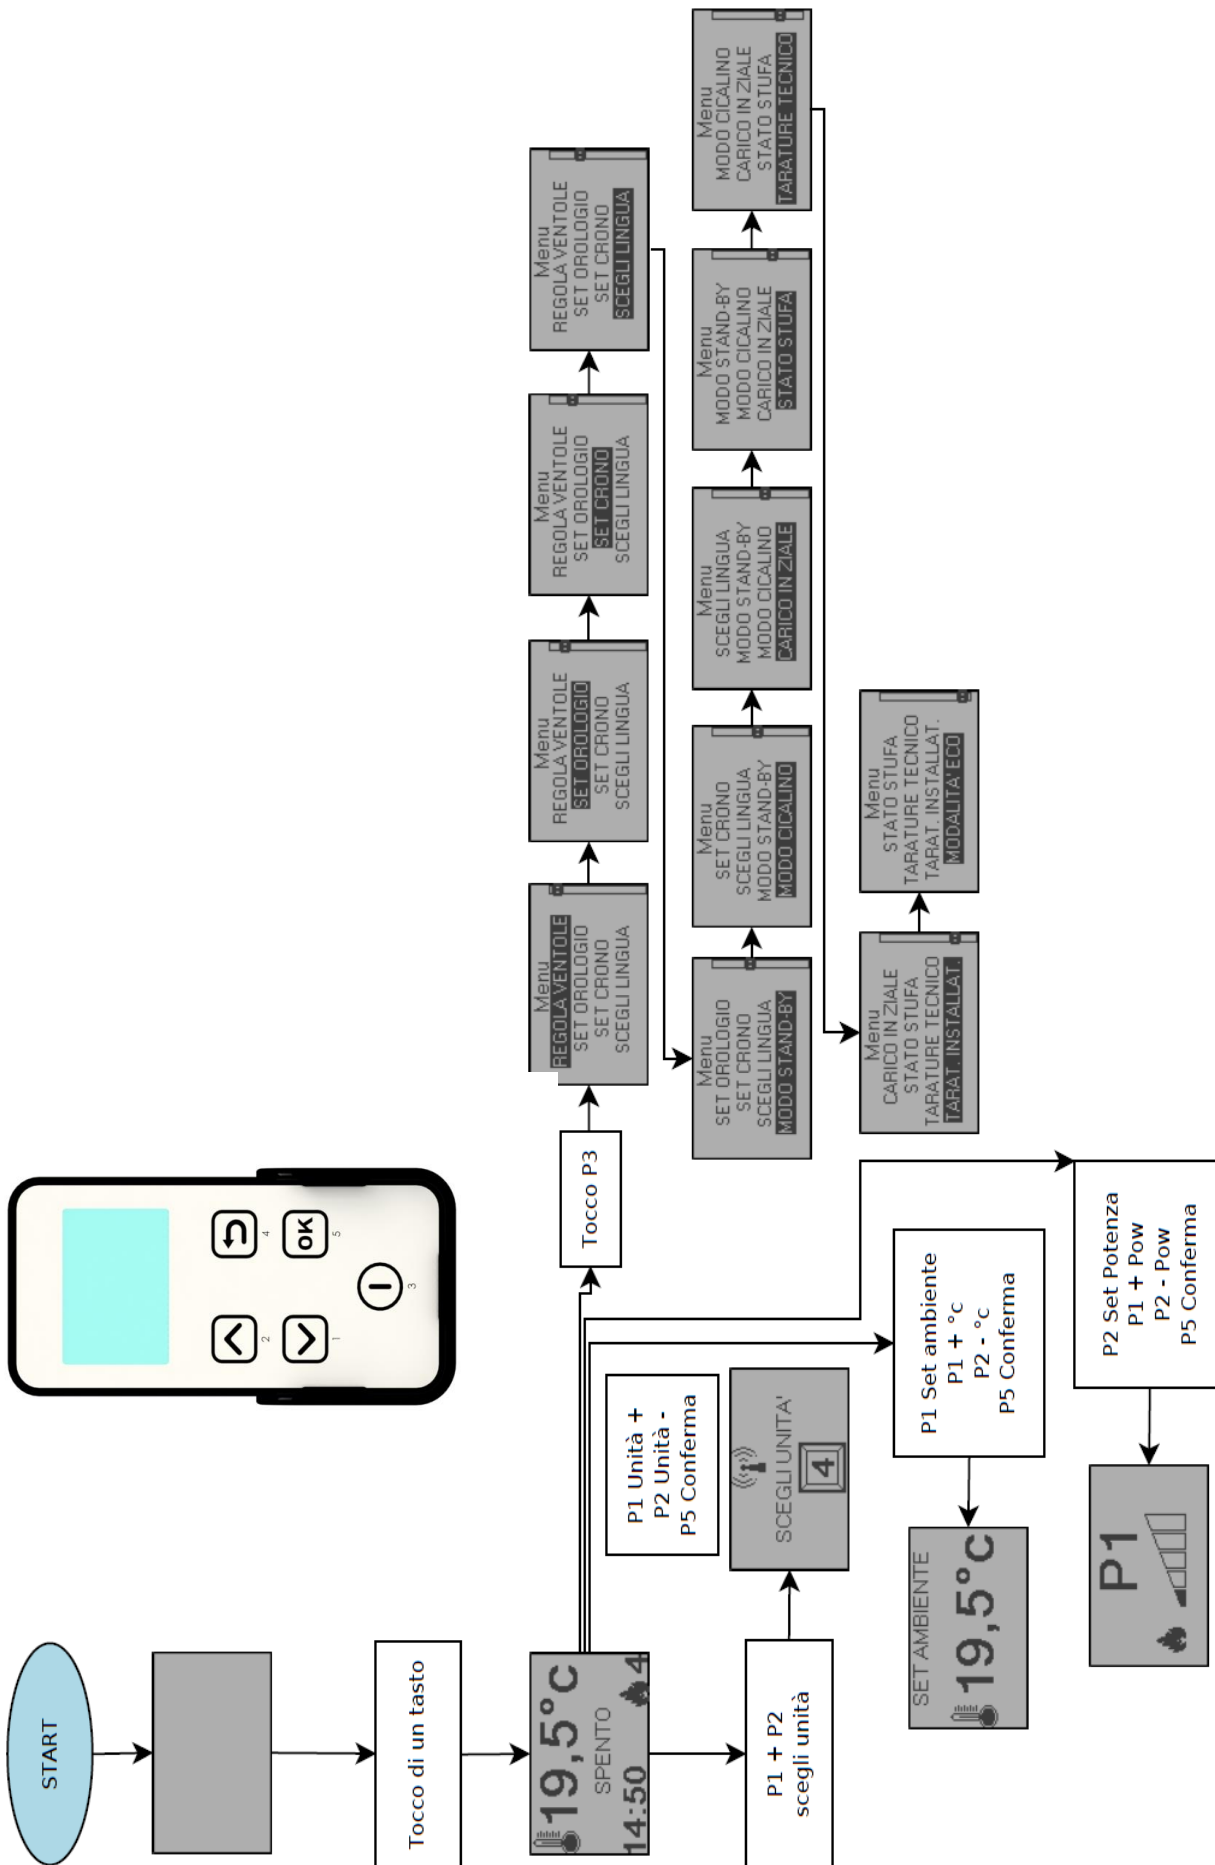 START
Tocco di un tasto
19,5°c
SPENTO
14:50
4
P1 + P2
scegli unità
P1 Unità +
P2 Unità -
P5 Conferma
SCEGLI UNITA'
4
2
4
OK
1
5
3
Tocco P3
Menu
REGOLA VENTOLE
SET OROLOGIO
SET CRONO
SCEGLI LINGUA
Menu
REGOLA VENTOLE
SET OROLOGIO
SET CRONO
SCEGLI LINGUA
Menu
REGOLA VENTOLE
SET OROLOGIO
SET CRONO
SCEGLI LINGUA
Menu
REGOLA VENTOLE
SET OROLOGIO
SET CRONO
SCEGLI LINGUA
Menu
SET OROLOGIO
SET CRONO
SCEGLI LINGUA
MODO STAND-BY
Menu
SET CRONO
SCEGLI LINGUA
MODO STAND-BY
MODO CICALINO
Menu
SCEGLI LINGUA
MODO STAND-BY
MODO CICALINO
CARICO IN ZIALE
Menu
MODO STAND-BY
MODO CICALINO
CARICO IN ZIALE
STATO STUFA
Menu
MODO CICALINO
CARICO IN ZIALE
STATO STUFA
TARATURE TECNICO
Menu
CARICO IN ZIALE
STATO STUFA
TARATURE TECNICO
TARAT. INSTALLAT.
Menu
STATO STUFA
TARATURE TECNICO
TARAT. INSTALLAT.
MODALITA' ECO
P1 Set ambiente
P1 + °c
P2 - °c
P5 Conferma
SET AMBIENTE
19,5°c
P2 Set Potenza
P1 + Pow
P2 - Pow
P5 Conferma
P1